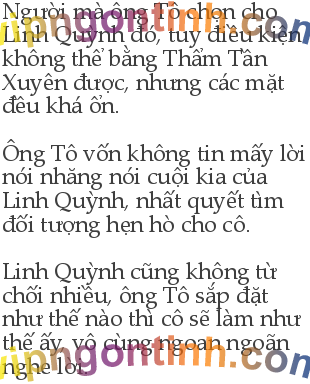 Người mà ông Tô chọn cho
Linh Quỳnh đó, tuy điều kiện
không thể bằng Thẩm Tần
Xuyên được, nhưng các mặt
đều khá ổn.
Ông Tô vốn không tin mấy lời
nói nhăng nói cuội kia của
Linh Quỳnh, nhất quyết tìm
đối tượng hẹn hò cho cô.
Linh Quỳnh cũng không từ
chối nhiều, ông Tô sắp đặt
như thế nào thì cô sẽ làm như
thế ấy, vô cùng ngoan ngoãn
nghe lời.
vipngontinh.com
vipngontinh.com